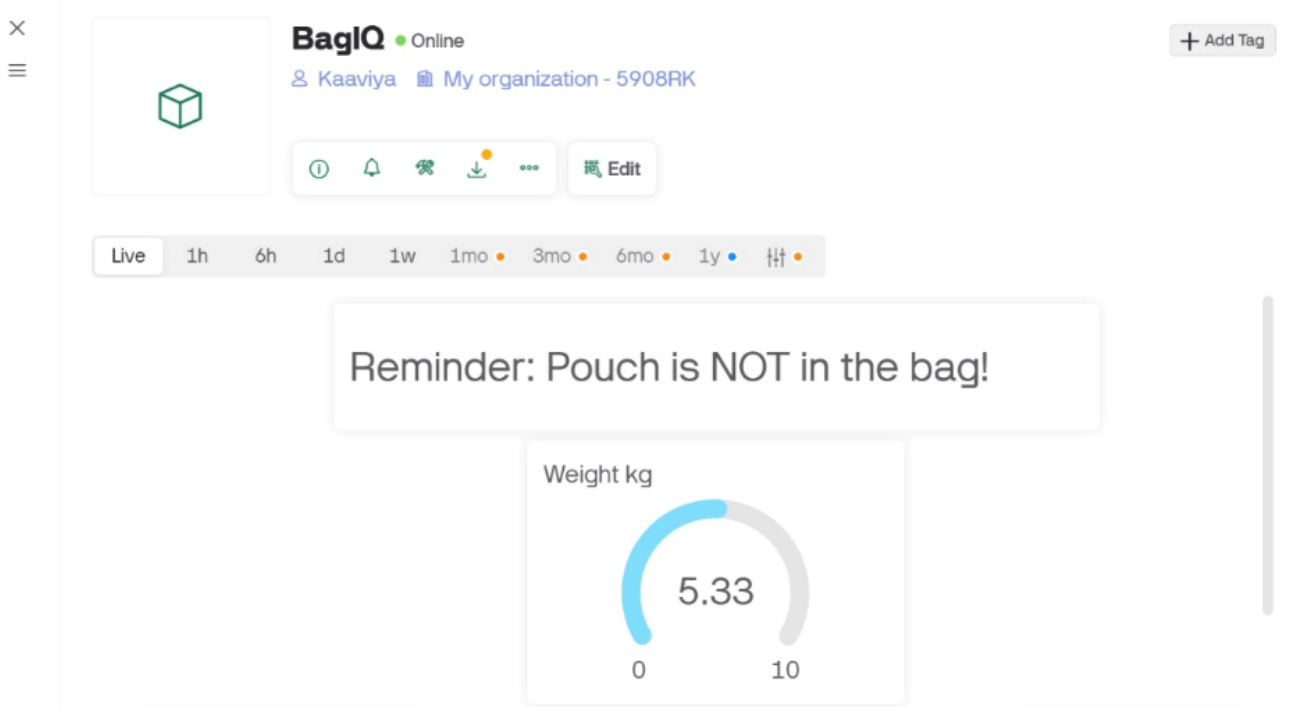 BagIQ Online
Add Tag
Kaaviya My organization - 5908RK
Edit
Live 1h 6h 1d 1w 1mo 3mo 6mo 1y
Reminder: Pouch is NOT in the bag!
Weight kg
5.33
0 10